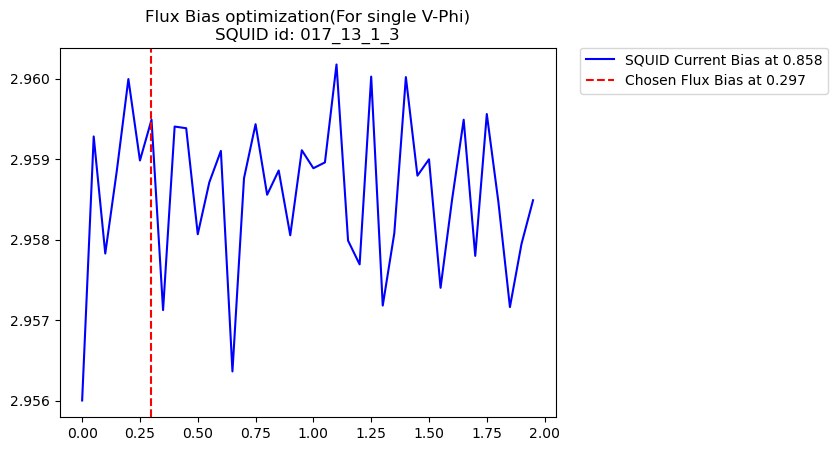 Flux Bias optimization(For single V-Phi)
SQUID id: 017_13_1_3
SQUID Current Bias at 0.858
Chosen Flux Bias at 0.297
2.960
2.959
2.958
2.957
2.956
0.00 0.25 0.50 0.75 1.00 1.25 1.50 1.75 2.00